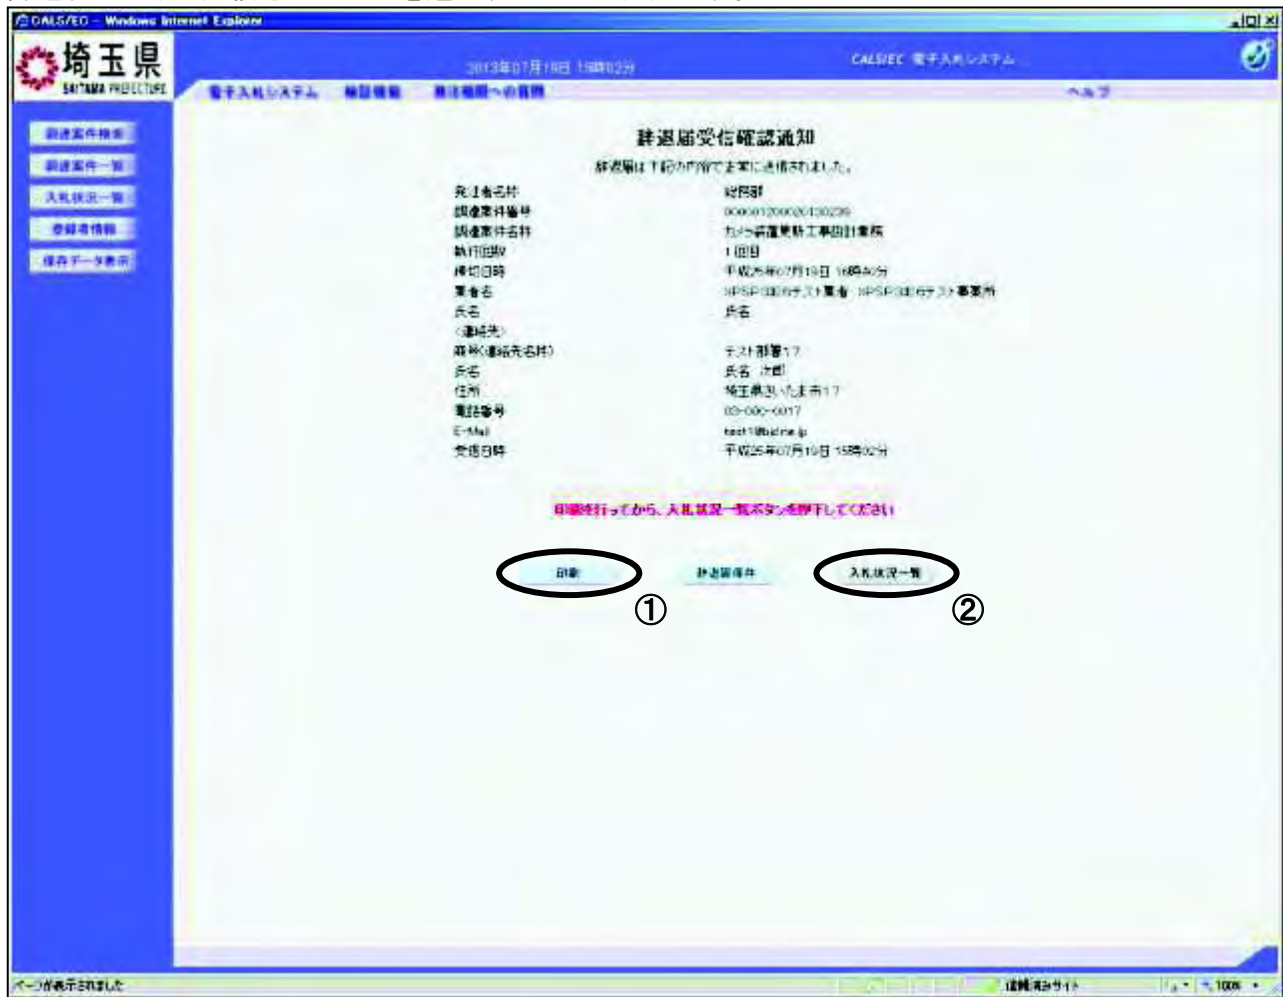 CALS/EC - Windows Internet Explorer
埼玉県
SAITAMA PREFECTURE
2013年07月19日 15時02分
CALS/EC 電子入札システム
電子入札システム 検証機能 発注機関への質問 ヘルプ
調達案件検索
調達案件一覧
入札状況一覧
登録者情報
保存データ表示
辞退届受信確認通知
辞退届は下記の内容で正常に送信されました。
発注者名称 総務部
調達案件番号
調達案件名称 カメラ装置更新工事設計業務
執行回数 1回目
締切日時 平成25年07月19日
業者名
氏名 氏名
<連絡先>
商号(連絡先名称) テスト部署17
氏名 氏名 次郎
住所 埼玉県さいたま市17
電話番号
E-Mail
受信日時 平成25年07月19日 15時02分
印刷を行ってから、入札状況一覧ボタンを押下してください
印刷
辞退届保存
入札状況一覧
①
②
ページが表示されました
信頼済みサイト
100%